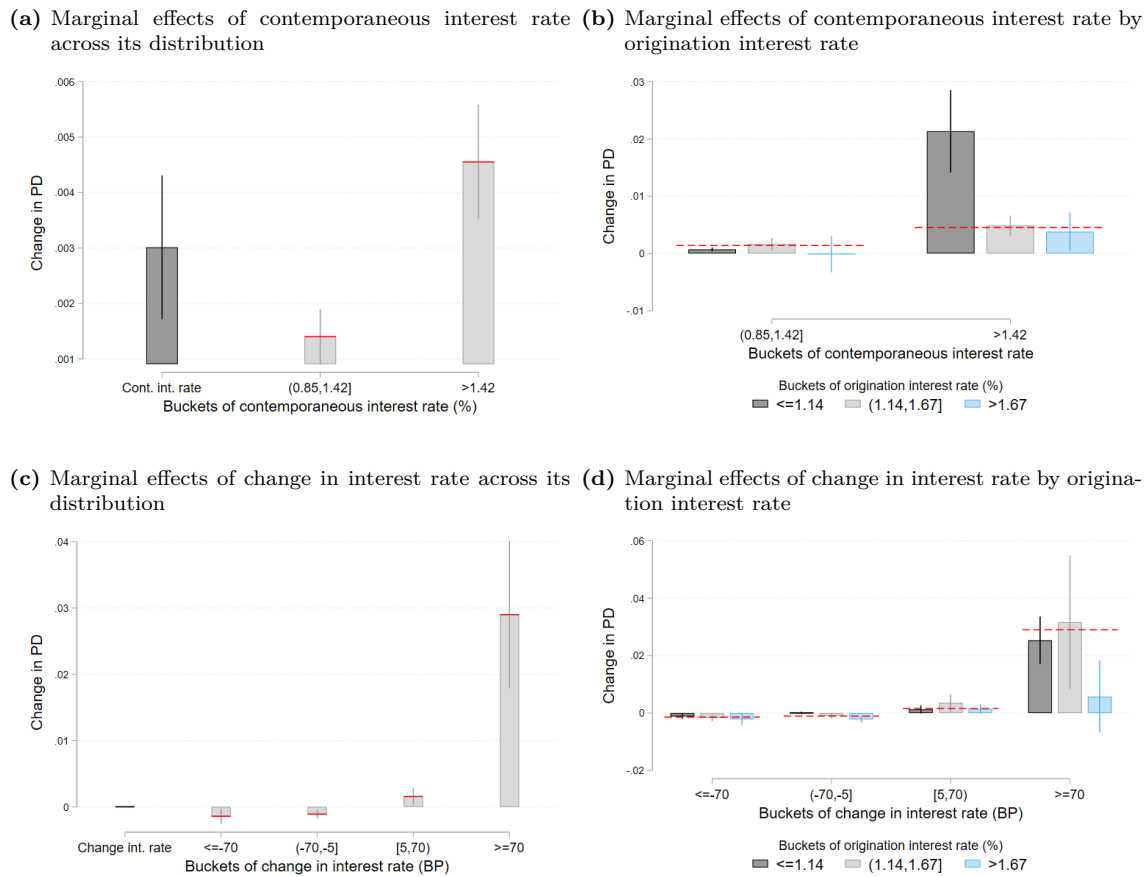 (a) Marginal effects of contemporaneous interest rate
across its distribution
.006
.005
.004
.003
.002
.001
Change in PD
Cont. int. rate
(0.85,1.42]
>1.42
Buckets of contemporaneous interest rate (%)
(b) Marginal effects of contemporaneous interest rate by
origination interest rate
.03
.02
.01
0
-.01
Change in PD
(0.85,1.42]
>1.42
Buckets of contemporaneous interest rate
Buckets of origination interest rate (%)
<=1.14 (1.14,1.67] >1.67
(c) Marginal effects of change in interest rate across its
distribution
.04
.03
.02
.01
0
Change in PD
Change int. rate
<=-70
(-70,-5]
[5,70)
>=70
Buckets of change in interest rate (BP)
(d) Marginal effects of change in interest rate by origina-
tion interest rate
.06
.04
.02
0
-.02
Change in PD
<=-70
(-70,-5]
[5,70)
>=70
Buckets of change in interest rate (BP)
Buckets of origination interest rate (%)
<=1.14 (1.14,1.67] >1.67